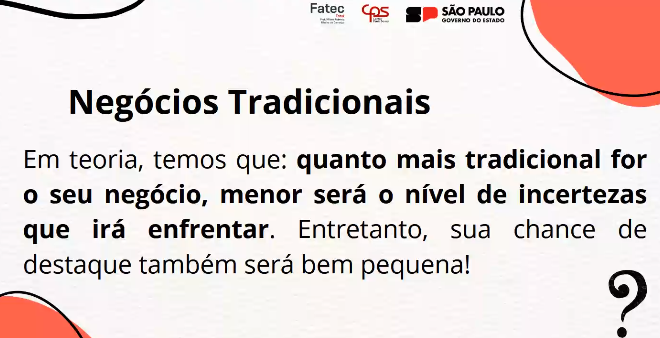 Fatec
CPS
SÃO PAULO
GOVERNO DO ESTADO
Negócios Tradicionais
Em teoria, temos que: quanto mais tradicional for
o seu negócio, menor será o nível de incertezas
que irá enfrentar. Entretanto, sua chance de
destaque também será bem pequena!
?